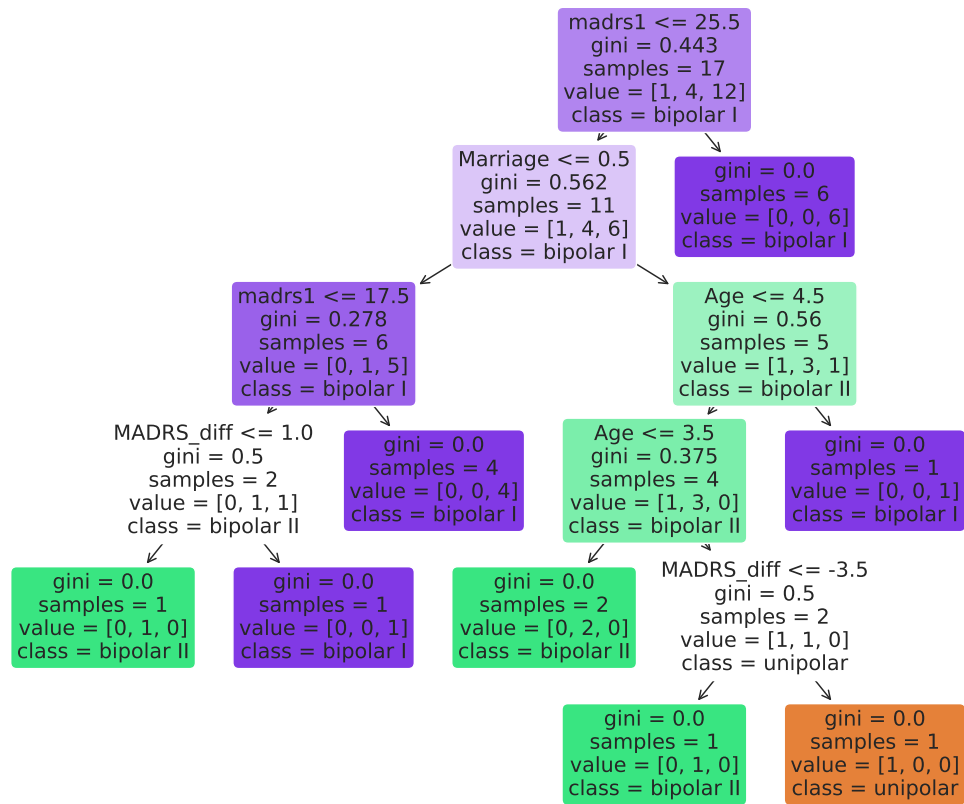 madrs1 <= 25.5
gini = 0.443
samples = 17
value = [1, 4, 12]
class = bipolar I
Marriage <= 0.5
gini = 0.562
samples = 11
value = [1, 4, 6]
class = bipolar I
gini = 0.0
samples = 6
value = [0, 0, 6]
class = bipolar I
madrs1 <= 17.5
gini = 0.278
samples = 6
value = [0, 1, 5]
class = bipolar I
Age <= 4.5
gini = 0.56
samples = 5
value = [1, 3, 1]
class = bipolar II
MADRS_diff <= 1.0
gini = 0.5
samples = 2
value = [0, 1, 1]
class = bipolar II
gini = 0.0
samples = 4
value = [0, 0, 4]
class = bipolar I
Age <= 3.5
gini = 0.375
samples = 4
value = [1, 3, 0]
class = bipolar II
gini = 0.0
samples = 1
value = [0, 0, 1]
class = bipolar I
gini = 0.0
samples = 1
value = [0, 1, 0]
class = bipolar II
gini = 0.0
samples = 1
value = [0, 0, 1]
class = bipolar I
gini = 0.0
samples = 2
value = [0, 2, 0]
class = bipolar II
MADRS_diff <= -3.5
gini = 0.5
samples = 2
value = [1, 1, 0]
class = unipolar
gini = 0.0
samples = 1
value = [0, 1, 0]
class = bipolar II
gini = 0.0
samples = 1
value = [1, 0, 0]
class = unipolar